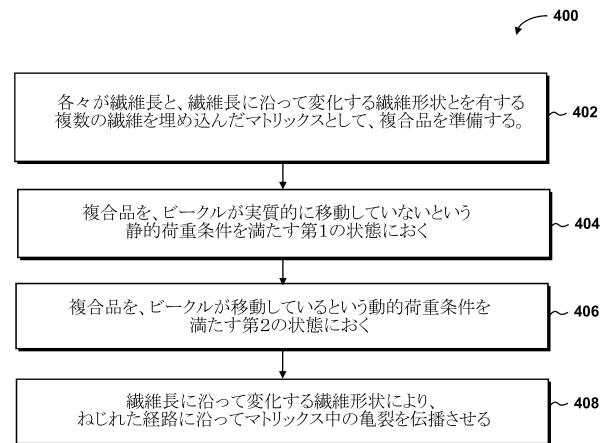 400
各々が繊維長と、繊維長に沿って変化する繊維形状とを有する
複数の繊維を埋め込んだマトリックスとして、複合品を準備する。
402
複合品を、ビークルが実質的に移動していないという
静的荷重条件を満たす第1の状態におく
404
複合品を、ビークルが移動しているという動的荷重条件を
満たす第2の状態におく
406
繊維長に沿って変化する繊維形状により、
ねじれた経路に沿ってマトリックス中の亀裂を伝播させる
408